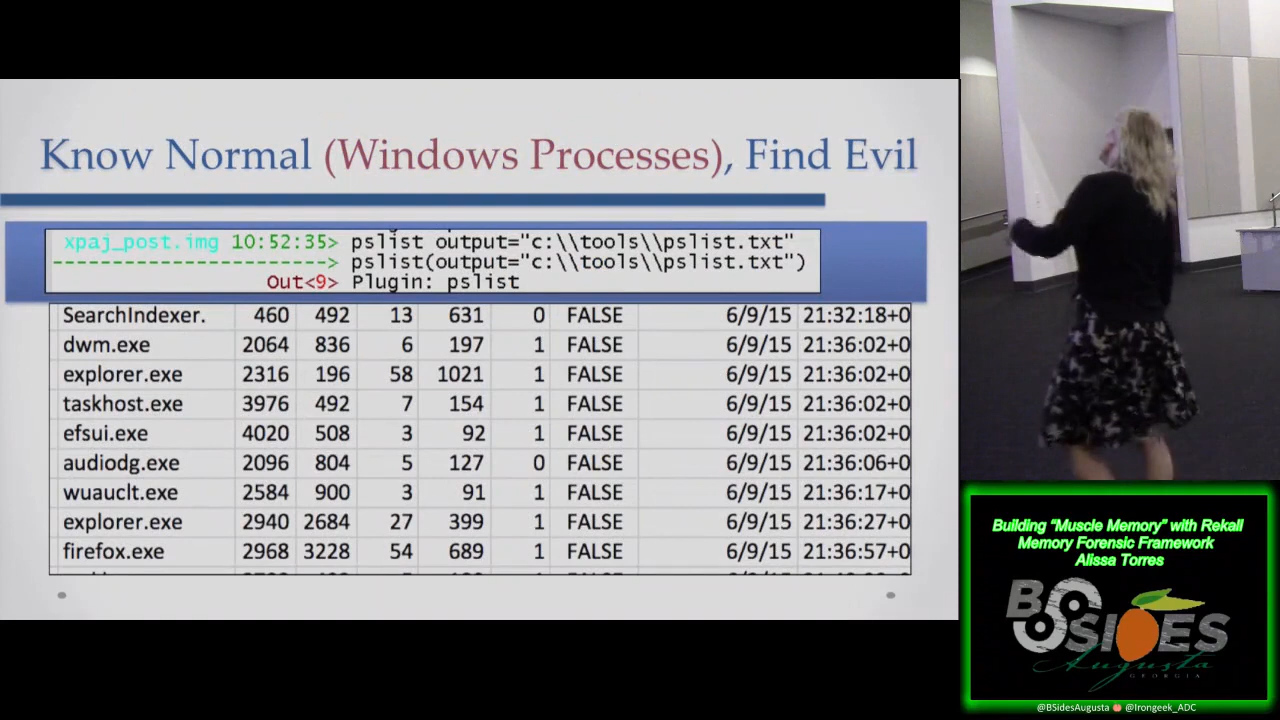 Know Normal (Windows Processes), Find Evil
xpaj_post.img 10:52:35> pslist output="c:\\tools\\pslist.txt"
-----------------------> pslist(output="c:\\tools\\pslist.txt")
Out<9> Plugin: pslist
SearchIndexer. 460 492 13 631 0 FALSE 6/9/15 21:32:18+0
dwm.exe 2064 836 6 197 1 FALSE 6/9/15 21:36:02+0
explorer.exe 2316 196 58 1021 1 FALSE 6/9/15 21:36:02+0
taskhost.exe 3976 492 7 154 1 FALSE 6/9/15 21:36:02+0
efsui.exe 4020 508 3 92 1 FALSE 6/9/15 21:36:02+0
audiodg.exe 2096 804 5 127 0 FALSE 6/9/15 21:36:06+0
wuauclt.exe 2584 900 3 91 1 FALSE 6/9/15 21:36:17+0
explorer.exe 2940 2684 27 399 1 FALSE 6/9/15 21:36:27+0
firefox.exe 2968 3228 54 689 1 FALSE 6/9/15 21:36:57+0
Building "Muscle Memory" with Rekall
Memory Forensic Framework
Alissa Torres
BSIDES
Augusta
GEORGIA
@BSidesAugusta @Irongeek_ADC